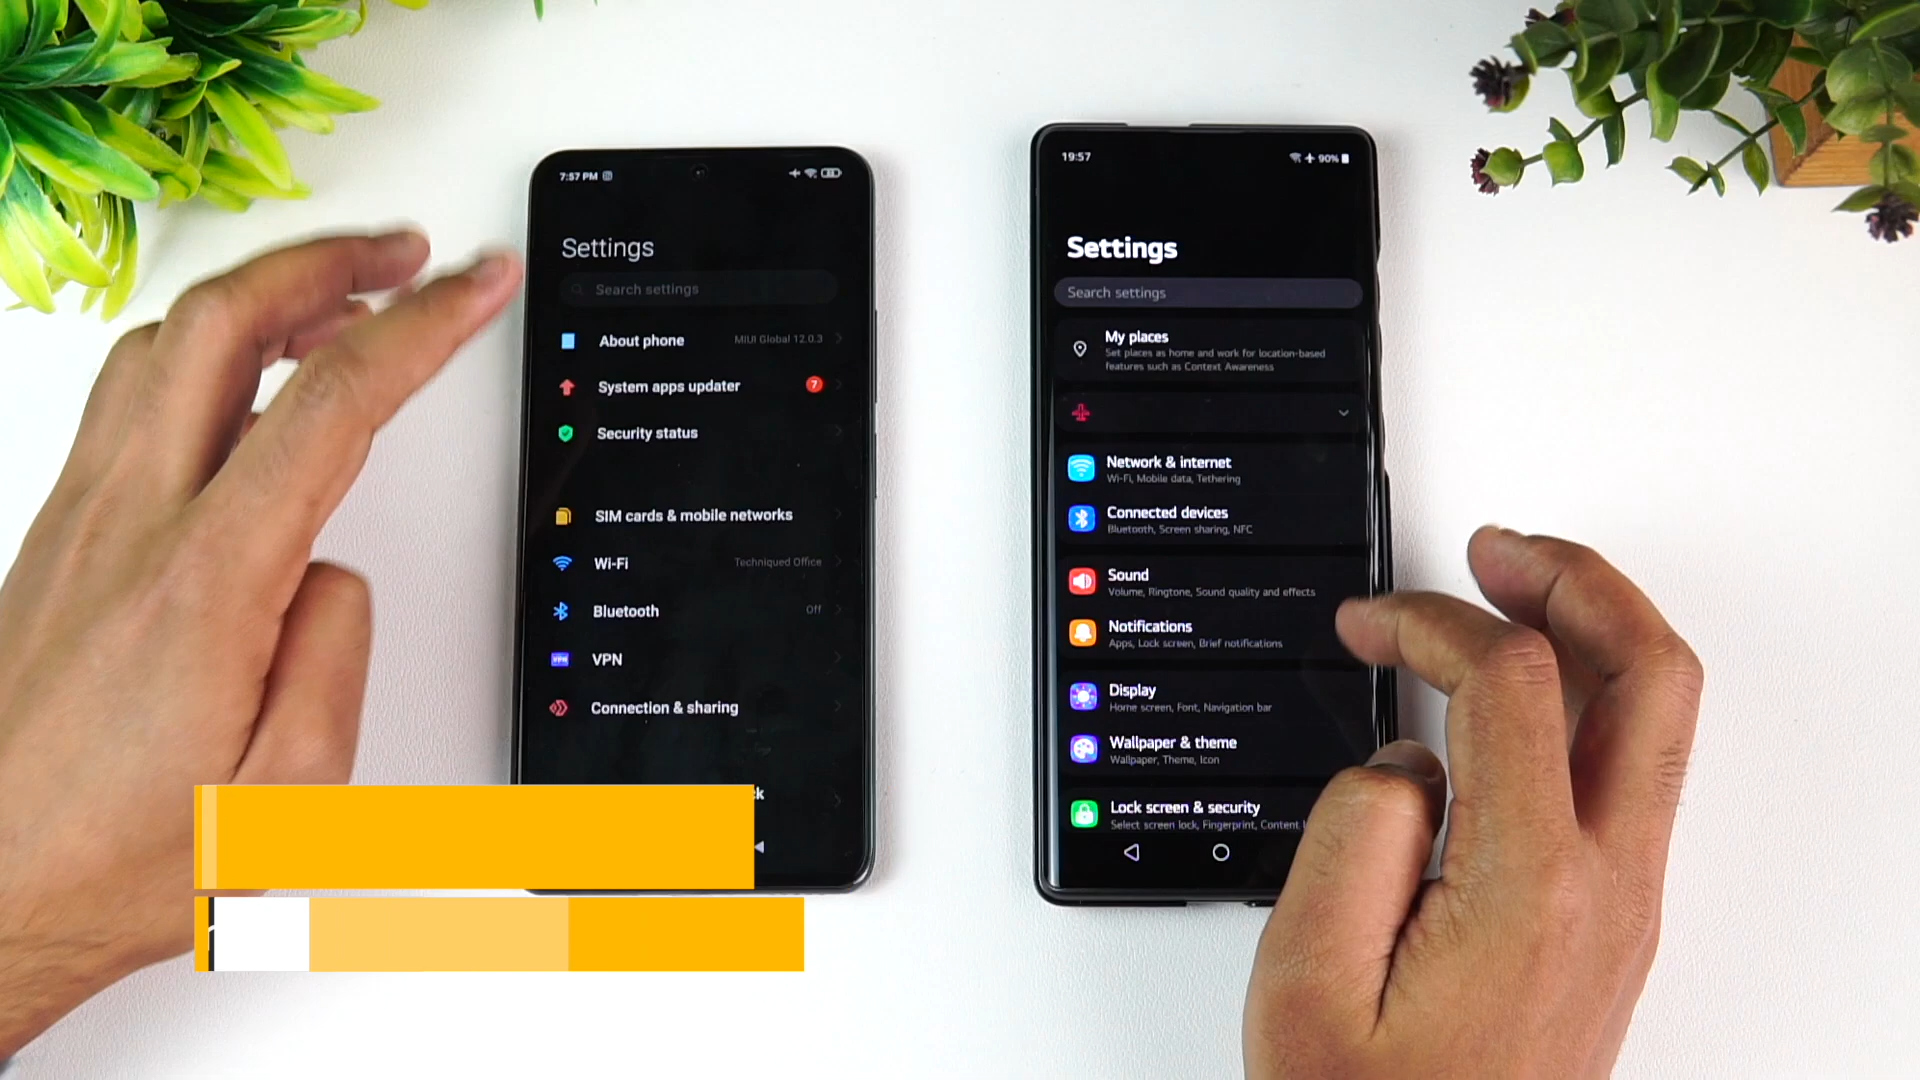 7:57 PM
Settings
Search settings
About phone
MIUI Global 12.0.3
System apps updater
7
Security status
SIM cards & mobile networks
Wi-Fi
Techniqued Office
Bluetooth
Off
VPN
VPN
Connection & sharing
ck
19:57
90%
Settings
Search settings
My places
Set places as home and work for location-based
features such as Context Awareness
Network & internet
Wi-Fi, Mobile data, Tethering
Connected devices
Bluetooth, Screen sharing, NFC
Sound
Volume, Ringtone, Sound quality and effects
Notifications
Apps, Lock screen, Brief notifications
Display
Home screen, Font, Navigation bar
Wallpaper & theme
Wallpaper, Theme, Icon
Lock screen & security
Select screen lock, Fingerprint, Content